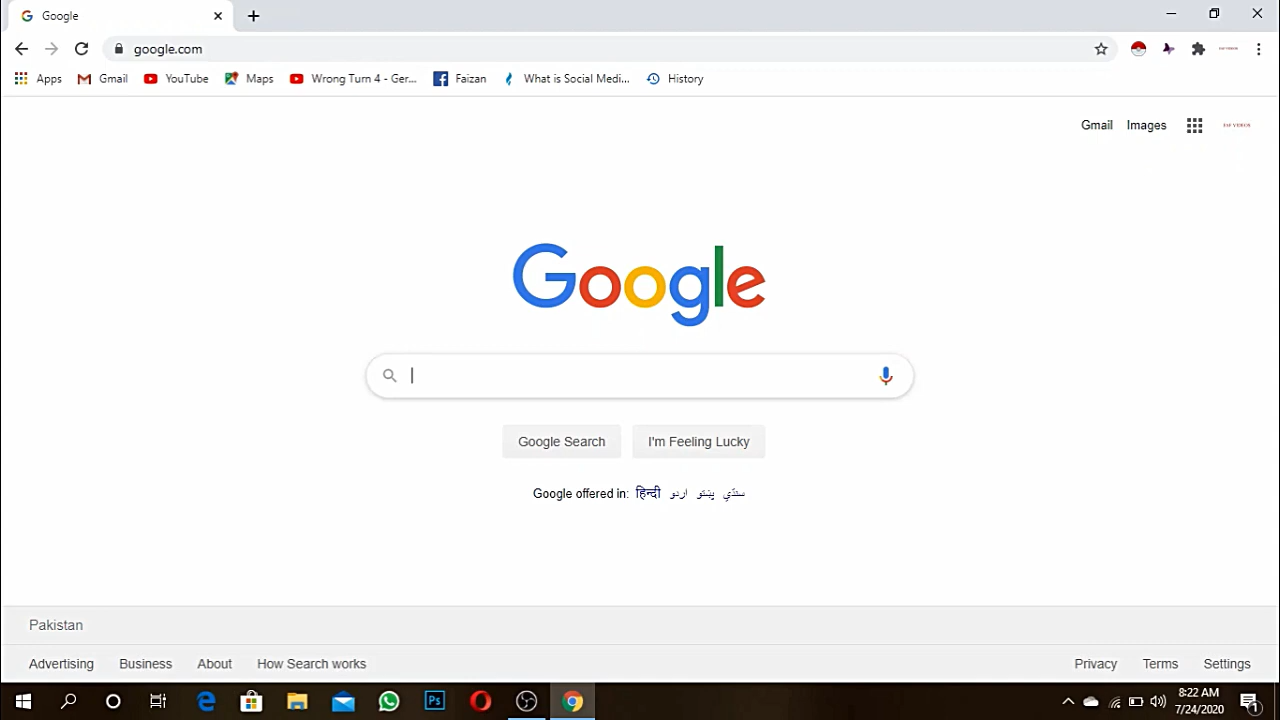 Google
google.com
Apps Gmail YouTube Maps Wrong Turn 4 - Ger... Faizan What is Social Medi... History
Gmail Images
Google
Google Search I'm Feeling Lucky
Google offered in: हिन्दी اردو پښتو سنڌي
Pakistan
Advertising Business About How Search works Privacy Terms Settings
Ps 8:22 AM
7/24/2020 1